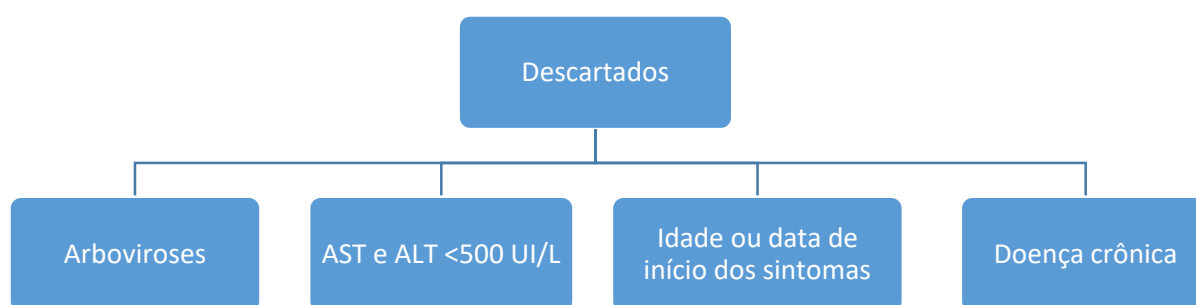 Descartados
Arboviroses
AST e ALT <500 UI/L
Idade ou data de
início dos sintomas
Doença crônica